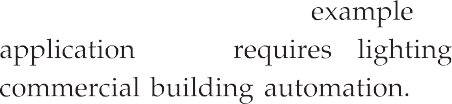 example
application requires lighting
commercial building automation.